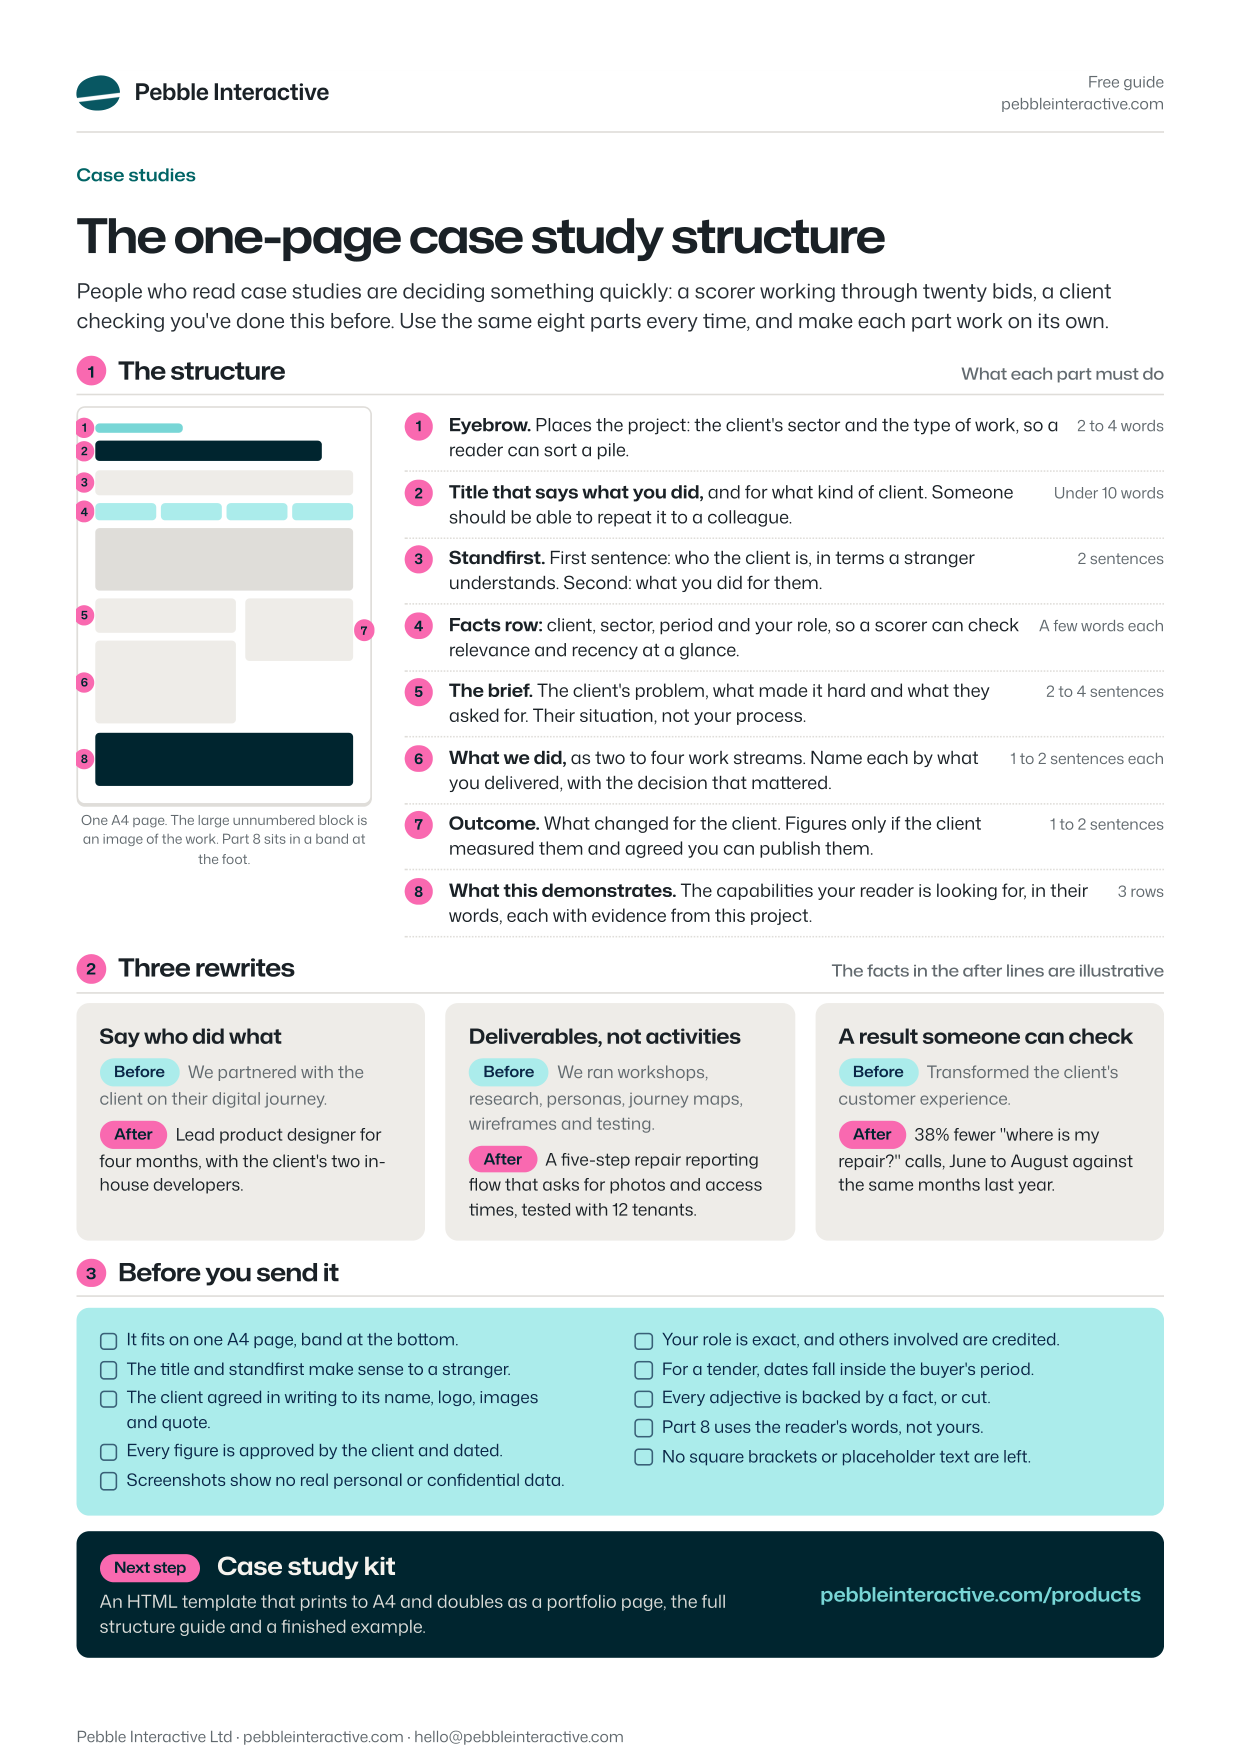 Pebble Interactive
Free guide
pebbleinteractive.com
Case studies
The one-page case study structure
People who read case studies are deciding something quickly: a scorer working through twenty bids, a client
checking you've done this before. Use the same eight parts every time, and make each part work on its own.
1 The structure
What each part must do
1
2
3
4
5
7
6
8
One A4 page. The large unnumbered block is
an image of the work. Part 8 sits in a band at
the foot.
1 Eyebrow. Places the project: the client's sector and the type of work, so a 2 to 4 words
reader can sort a pile.
2 Title that says what you did, and for what kind of client. Someone Under 10 words
should be able to repeat it to a colleague.
3 Standfirst. First sentence: who the client is, in terms a stranger 2 sentences
understands. Second: what you did for them.
4 Facts row: client, sector, period and your role, so a scorer can check A few words each
relevance and recency at a glance.
5 The brief. The client's problem, what made it hard and what they 2 to 4 sentences
asked for. Their situation, not your process.
6 What we did, as two to four work streams. Name each by what 1 to 2 sentences each
you delivered, with the decision that mattered.
7 Outcome. What changed for the client. Figures only if the client 1 to 2 sentences
measured them and agreed you can publish them.
8 What this demonstrates. The capabilities your reader is looking for, in their 3 rows
words, each with evidence from this project.
2 Three rewrites
The facts in the after lines are illustrative
Say who did what
Before We partnered with the
client on their digital journey.
After Lead product designer for
four months, with the client's two in-
house developers.
Deliverables, not activities
Before We ran workshops,
research, personas, journey maps,
wireframes and testing.
After A five-step repair reporting
flow that asks for photos and access
times, tested with 12 tenants.
A result someone can check
Before Transformed the client's
customer experience.
After 38% fewer "where is my
repair?" calls, June to August against
the same months last year.
3 Before you send it
It fits on one A4 page, band at the bottom.
The title and standfirst make sense to a stranger.
The client agreed in writing to its name, logo, images
and quote.
Every figure is approved by the client and dated.
Screenshots show no real personal or confidential data.
Your role is exact, and others involved are credited.
For a tender, dates fall inside the buyer's period.
Every adjective is backed by a fact, or cut.
Part 8 uses the reader's words, not yours.
No square brackets or placeholder text are left.
Next step Case study kit
An HTML template that prints to A4 and doubles as a portfolio page, the full
structure guide and a finished example.
pebbleinteractive.com/products
Pebble Interactive Ltd · pebbleinteractive.com · hello@pebbleinteractive.com